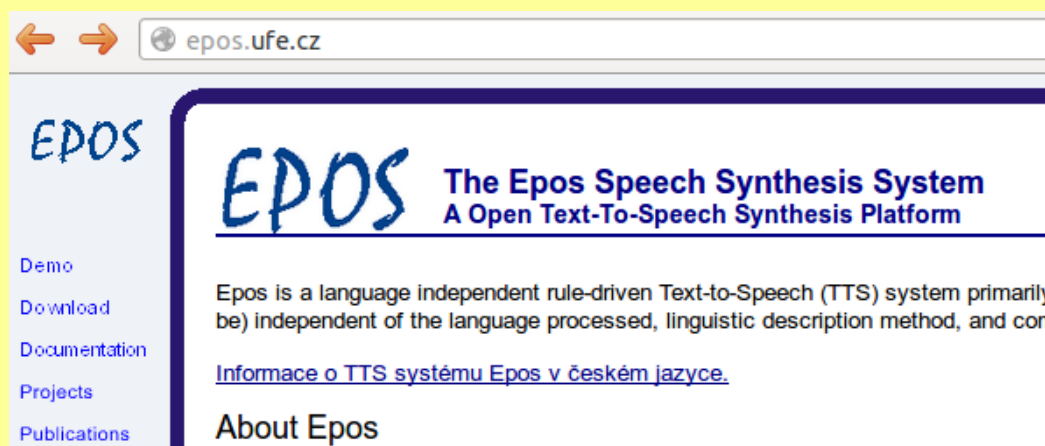 epos.ufe.cz
EPOS
Demo
Download
Documentation
Projects
Publications
EPOS
The Epos Speech Synthesis System
A Open Text-To-Speech Synthesis Platform
Epos is a language independent rule-driven Text-to-Speech (TTS) system primarily
be) independent of the language processed, linguistic description method, and
Informace o TTS systému Epos v českém jazyce.
About Epos